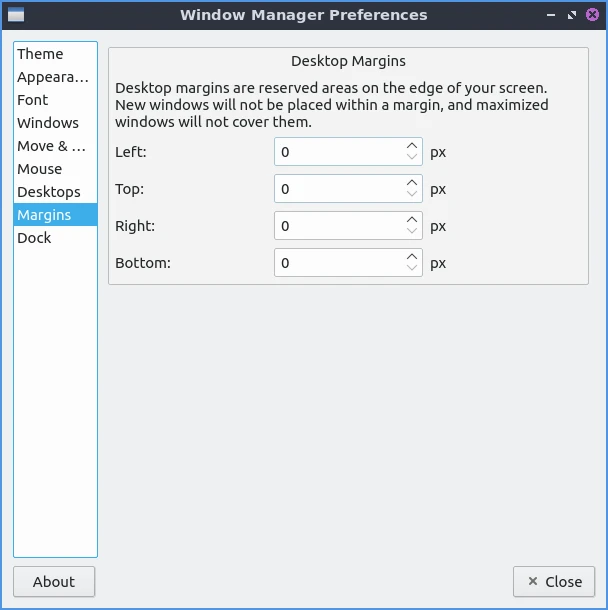 Window Manager Preferences
Theme
Appeara...
Font
Windows
Move & ...
Mouse
Desktops
Margins
Dock
Desktop Margins
Desktop margins are reserved areas on the edge of your screen.
New windows will not be placed within a margin, and maximized
windows will not cover them.
Left: 0 px
Top: 0 px
Right: 0 px
Bottom: 0 px
About
Close